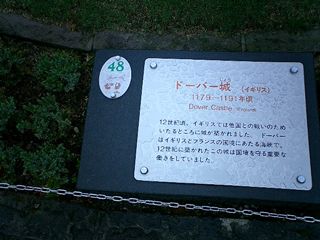 48
ドーバー城 (イギリス)
1179~1191年頃
Dover Castle (England)
12世紀頃、イギリスでは他国との戦いのため
いたるところに城が築かれました。 ドーバー
はイギリスとフランスの国境にあたる海峡で、
12世紀に築かれたこの城は国境を守る重要な
働きをしていました。